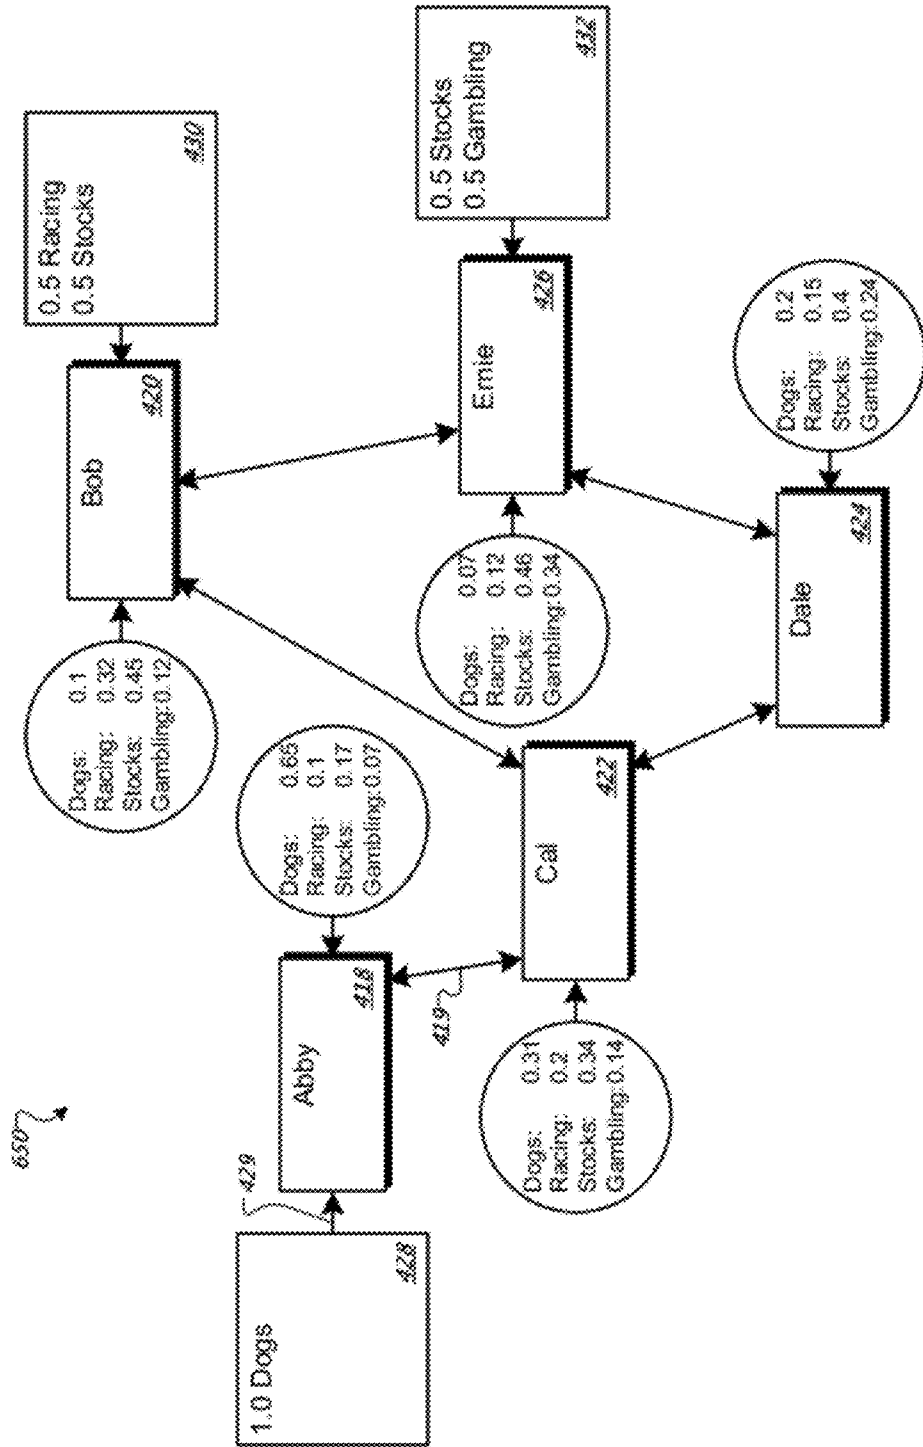 650
1.0 Dogs
428
429
Abby
418
Dogs: 0.65
Racing: 0.1
Stocks: 0.17
Gambling: 0.07
419
Dogs: 0.1
Racing: 0.32
Stocks: 0.45
Gambling: 0.12
Bob
420
0.5 Racing
0.5 Stocks
430
Dogs: 0.31
Racing: 0.2
Stocks: 0.34
Gambling: 0.14
Cal
422
Dogs: 0.07
Racing: 0.12
Stocks: 0.46
Gambling: 0.34
Ernie
426
0.5 Stocks
0.5 Gambling
432
Date
424
Dogs: 0.2
Racing: 0.15
Stocks: 0.4
Gambling: 0.24